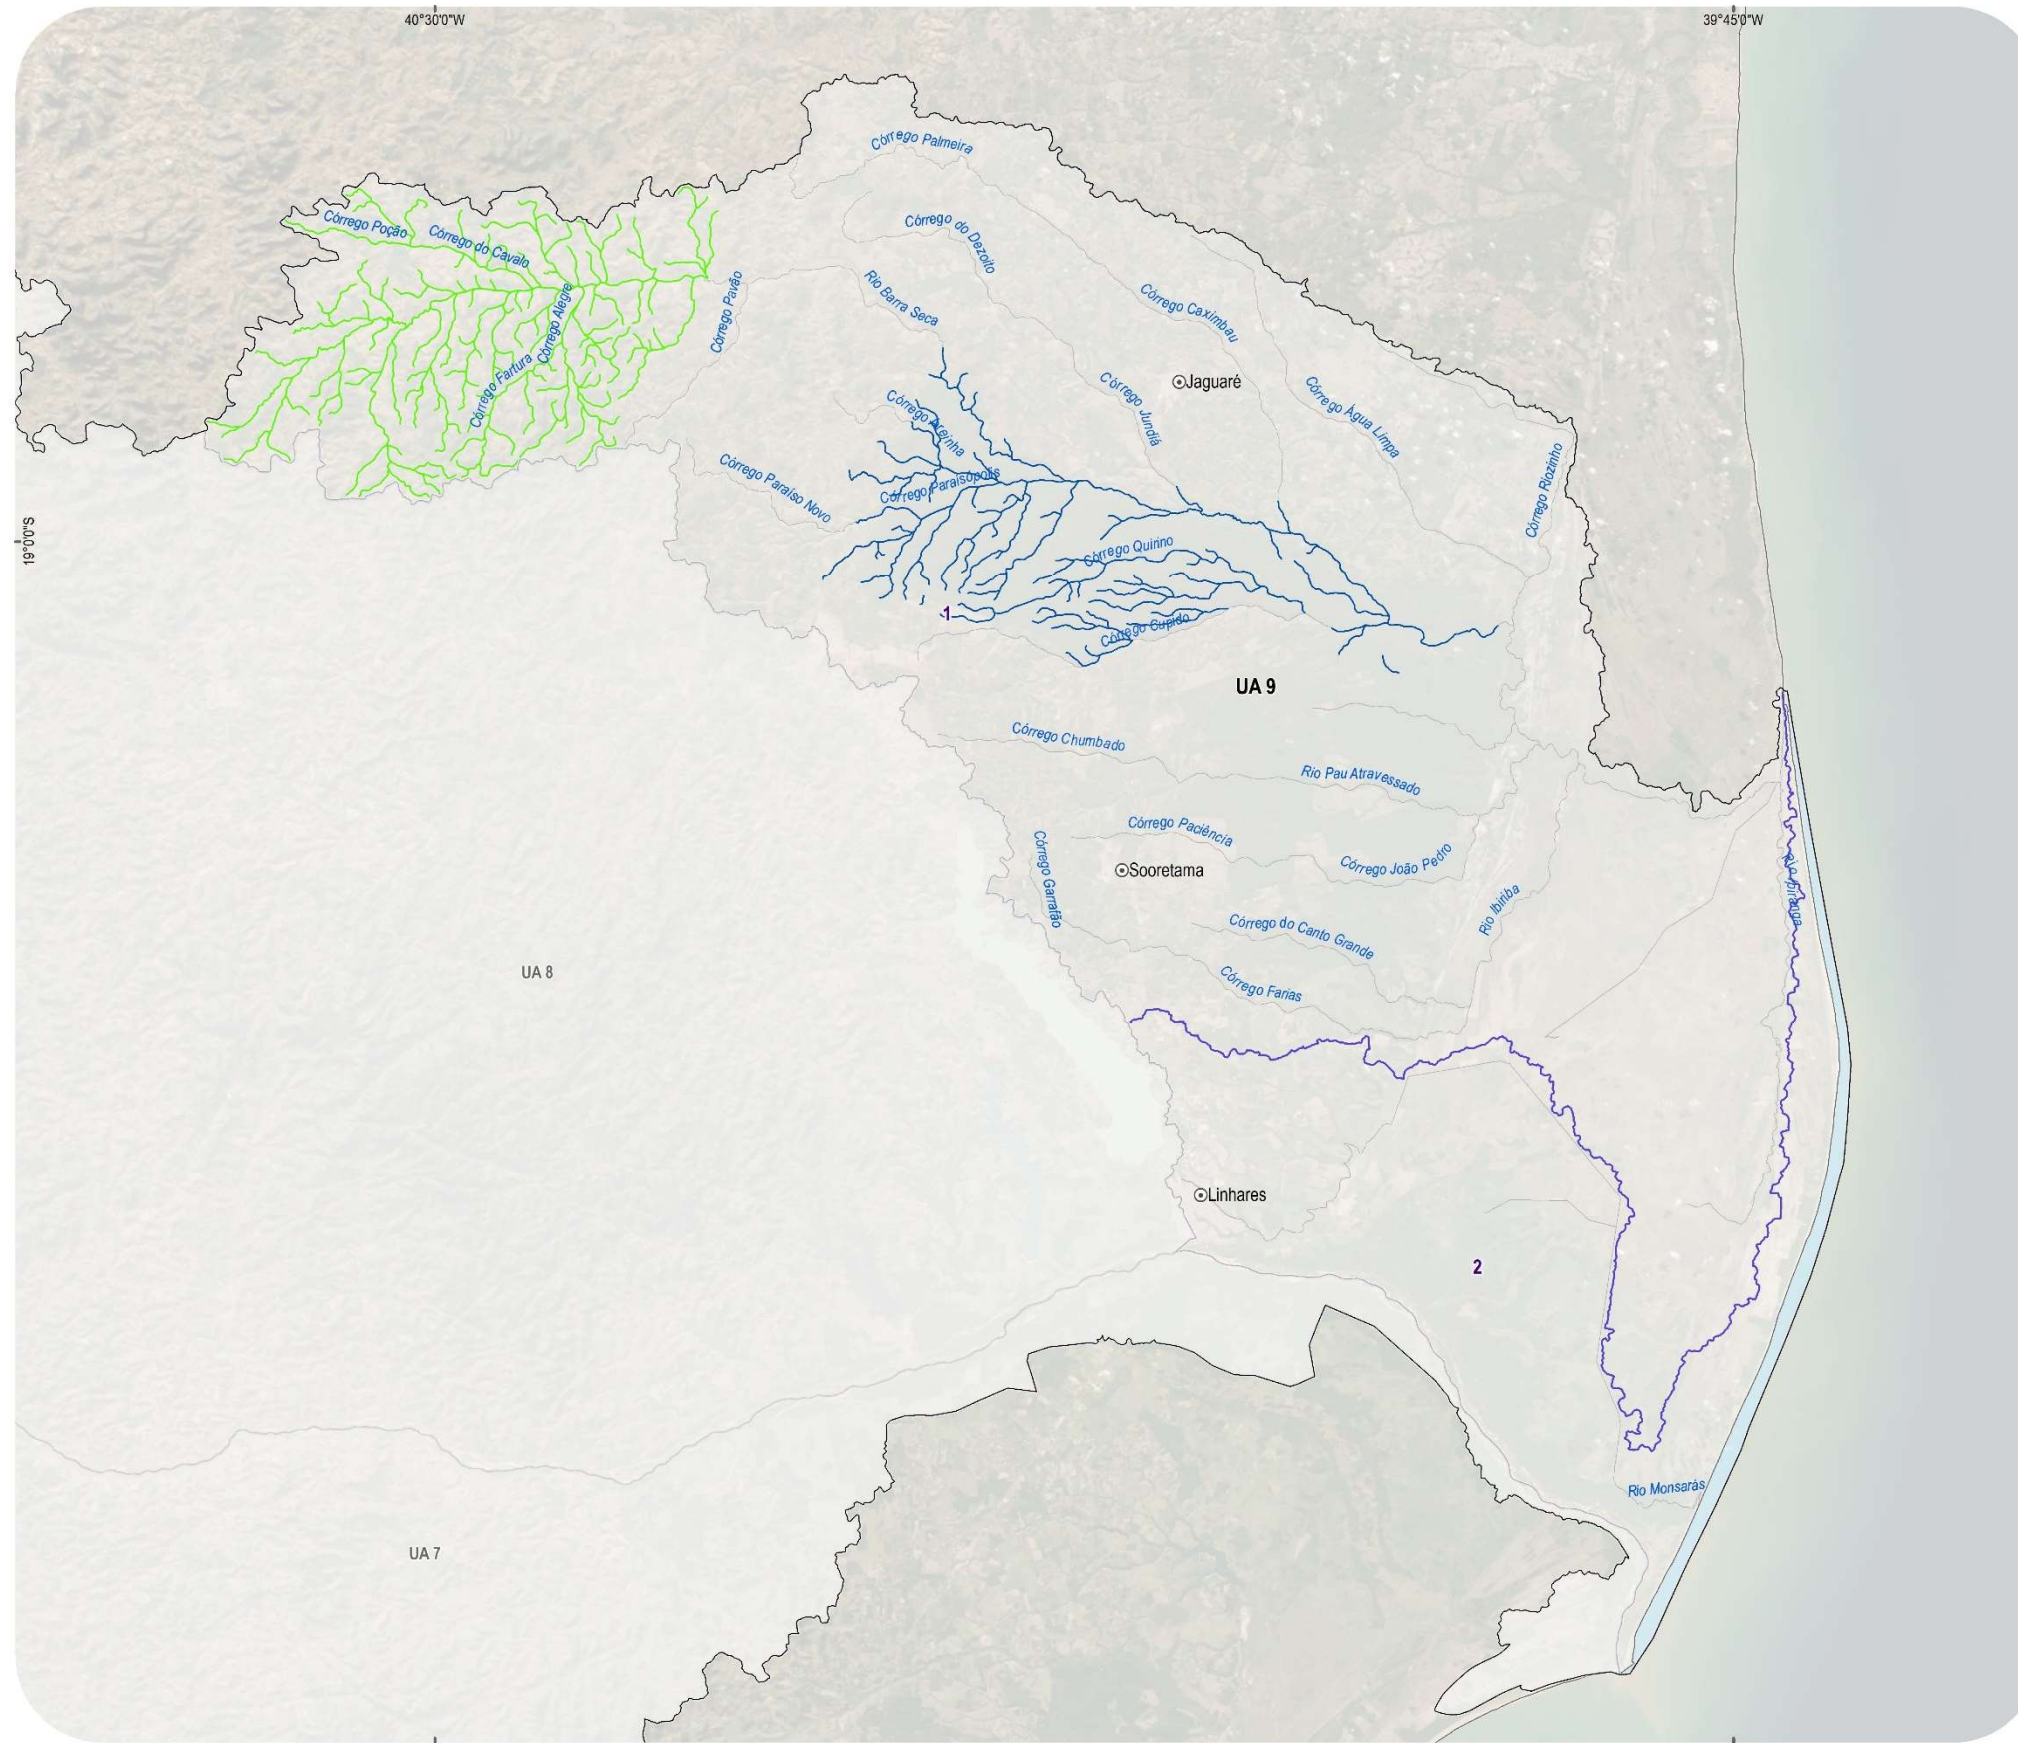 40°30'0"W
39°45'0"W
Córrego Palmeira
Córrego Poção
Córrego do Cavalo
Córrego do Dezoito
Córrego Pavão
Rio Barra Seca
Córrego Caximbau
Córrego Alegre
Córrego Fartura
Jaguaré
Córrego Jundiá
Córrego Água Limpa
Córrego Areinha
Córrego Riozinho
Córrego Paraíso Novo
Córrego Paraisópolis
19°0'0"S
Córrego Quirino
1
Córrego Cupido
UA 9
Córrego Chumbado
Rio Pau Atravessado
Córrego Paciência
Córrego João Pedro
Córrego Garrafão
Sooretama
Rio Ipiranga
Rio Ibiriba
Córrego do Canto Grande
UA 8
Córrego Farias
Linhares
2
Rio Monsarás
UA 7